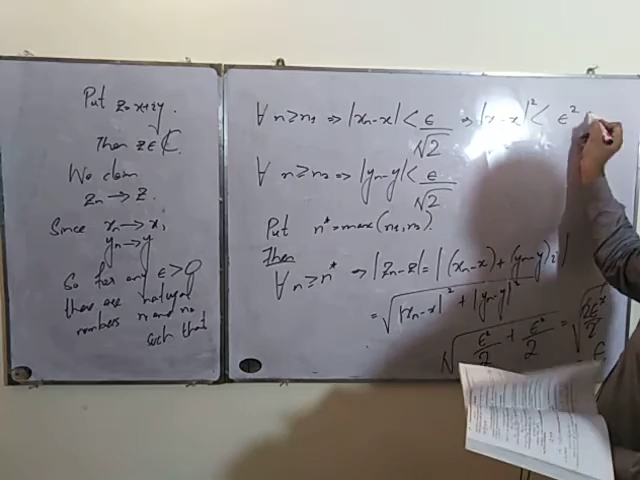 Put z=x+iy.
Then z∈ℂ.
We claim
zn→z.
Since xn→x,
yn→y
So for any ε>0
there are natural
numbers n1 and n2
such that
∀ n≥n1 ⇒ |xn-x| < ε/√2 ⇒ |x-x|² < ε²
∀ n≥n2 ⇒ |yn-y| < ε/√2
Put n*=max(n1,n2).
Then
∀ n≥n* ⇒ |zn-z| = |(xn-x)+(yn-y)i|
= √|xn-x|² + |yn-y|²
√ε²/2 + ε²/2 = √2ε²/2
ε